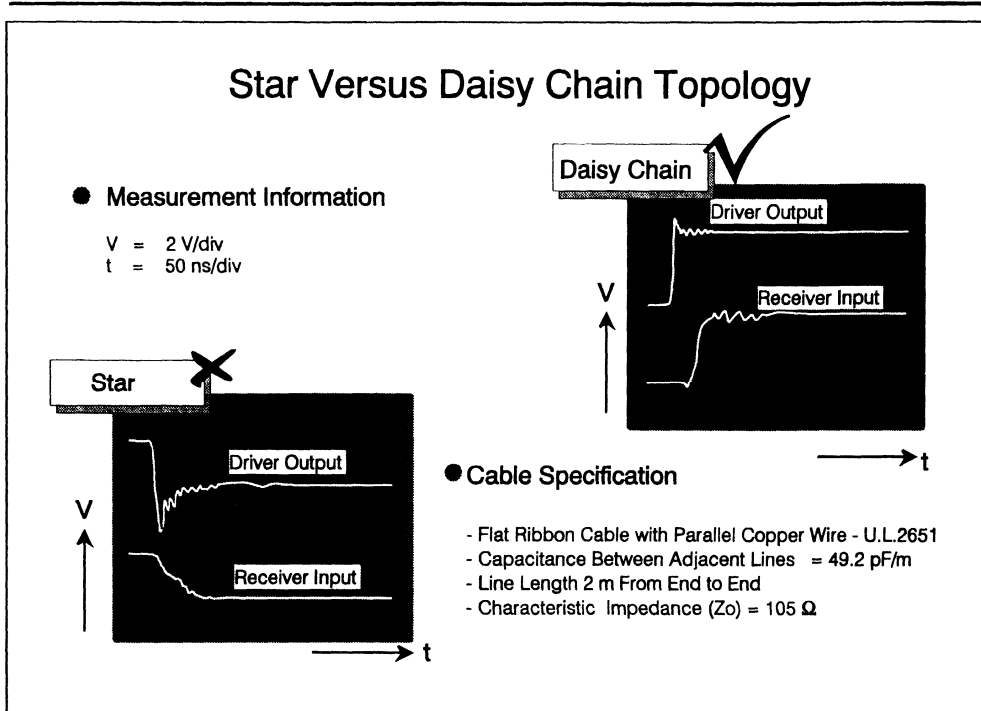 Star Versus Daisy Chain Topology
Daisy Chain
● Measurement Information
V = 2 V/div
t = 50 ns/div
Driver Output
Receiver Input
V
t
Star
Driver Output
Receiver Input
V
t
● Cable Specification
- Flat Ribbon Cable with Parallel Copper Wire - U.L.2651
- Capacitance Between Adjacent Lines = 49.2 pF/m
- Line Length 2 m From End to End
- Characteristic Impedance (Zo) = 105 Ω